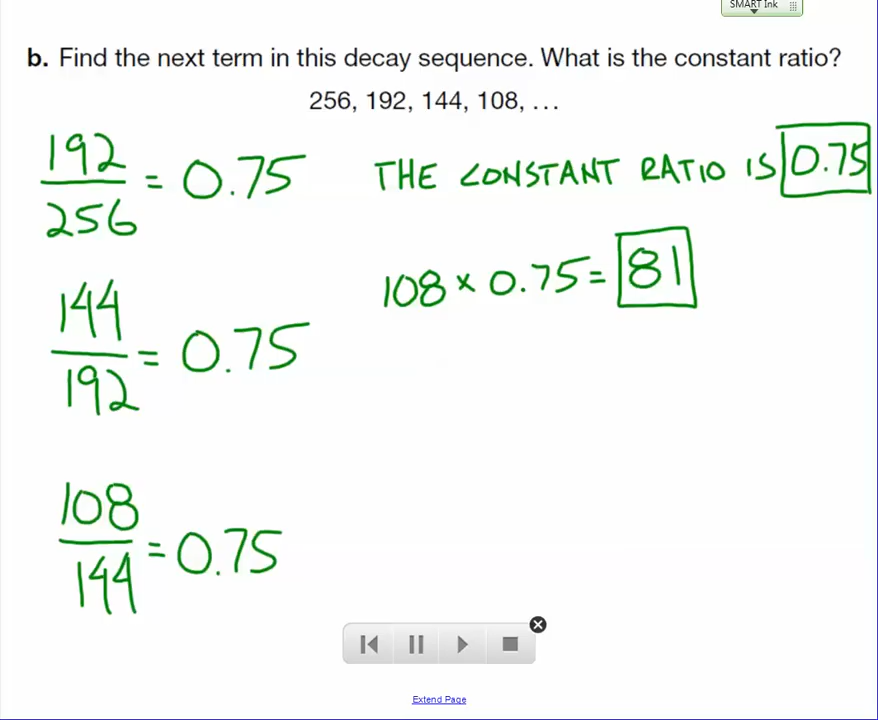 SMART Ink
b. Find the next term in this decay sequence. What is the constant ratio?
256, 192, 144, 108, ...
192/256 = 0.75
THE CONSTANT RATIO IS 0.75
108 × 0.75 = 81
144/192 = 0.75
108/144 = 0.75
Extend Page